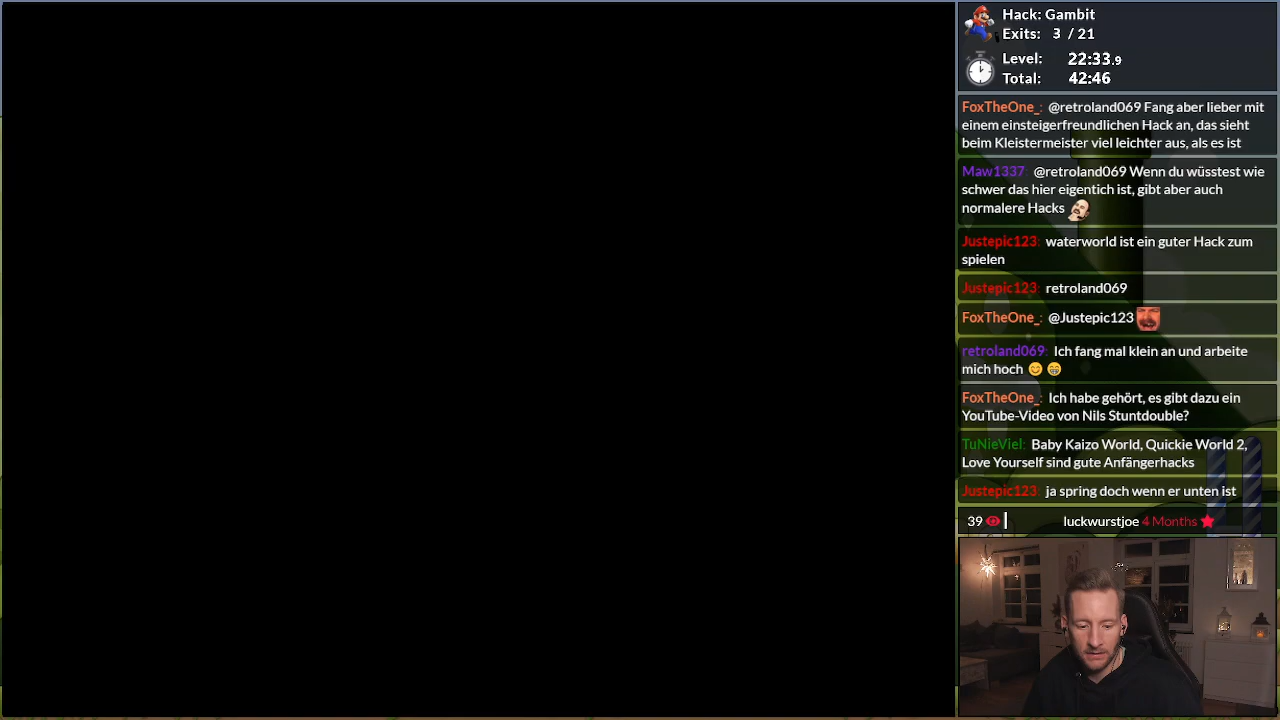 Hack: Gambit
Exits: 3 / 21
Level: 22:33.9
Total: 42:46
FoxTheOne_: @retroland069 Fang aber lieber mit
einem einsteigerfreundlichen Hack an, das sieht
beim Kleistermeister viel leichter aus, als es ist
Maw1337: @retroland069 Wenn du wüsstest wie
schwer das hier eigentich ist, gibt aber auch
normalere Hacks
Justepic123: waterworld ist ein guter Hack zum
spielen
Justepic123: retroland069
FoxTheOne_: @Justepic123
retroland069: Ich fang mal klein an und arbeite
mich hoch
FoxTheOne_: Ich habe gehört, es gibt dazu ein
YouTube-Video von Nils Stuntdouble?
TuNieViel: Baby Kaizo World, Quickie World 2,
Love Yourself sind gute Anfängerhacks
Justepic123: ja spring doch wenn er unten ist
39 luckwurstjoe 4 Months